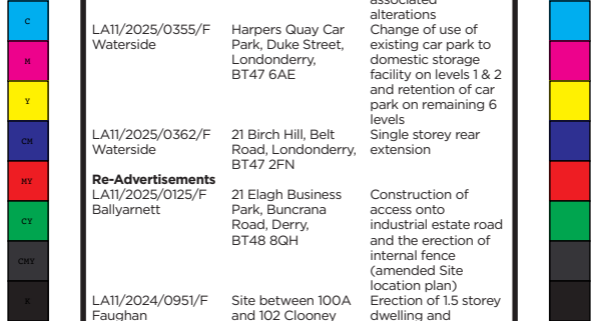 associated
alterations
LA11/2025/0355/F Harpers Quay Car Change of use of
Waterside Park, Duke Street, existing car park to
Londonderry, domestic storage
BT47 6AE facility on levels 1 & 2
and retention of car
park on remaining 6
levels
LA11/2025/0362/F 21 Birch Hill, Belt Single storey rear
Waterside Road, Londonderry, extension
BT47 2FN
Re-Advertisements
LA11/2025/0125/F 21 Elagh Business Construction of
Ballyarnett Park, Buncrana access onto
Road, Derry, industrial estate road
BT48 8QH and the erection of
internal fence
(amended Site
location plan)
LA11/2024/0951/F Site between 100A Erection of 1.5 storey
Faughan and 102 Clooney dwelling and
C
M
Y
CM
MY
CY
CMY
K